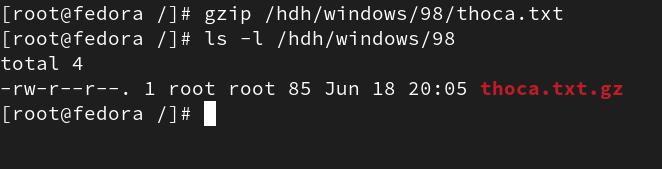 [root@fedora /]# gzip /hdh/windows/98/thoca.txt
[root@fedora /]# ls -l /hdh/windows/98
total 4
-rw-r--r--. 1 root root 85 Jun 18 20:05 thoca.txt.gz
[root@fedora /]#